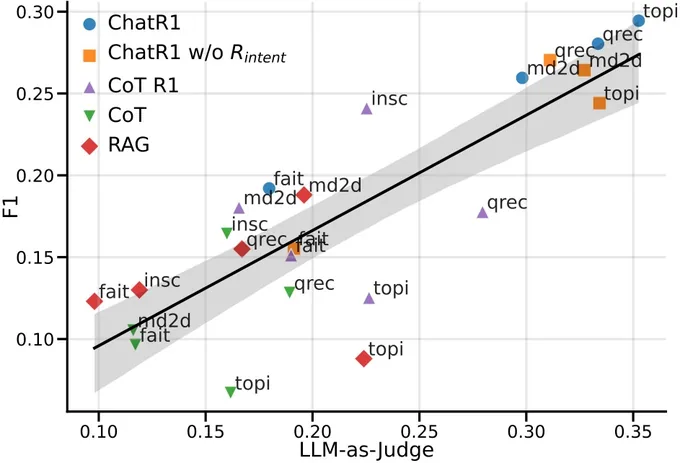 0.30
0.25
0.20
0.15
0.10
F1
ChatR1
ChatR1 w/o R_intent
CoT R1
CoT
RAG
topi
qrec
qrec
md2d
md2d
topi
insc
fait
md2d
md2d
qrec
insc
qrec
fait
fait
insc
qrec
topi
fait
md2d
fait
topi
topi
0.10
0.15
0.20
0.25
0.30
0.35
LLM-as-Judge